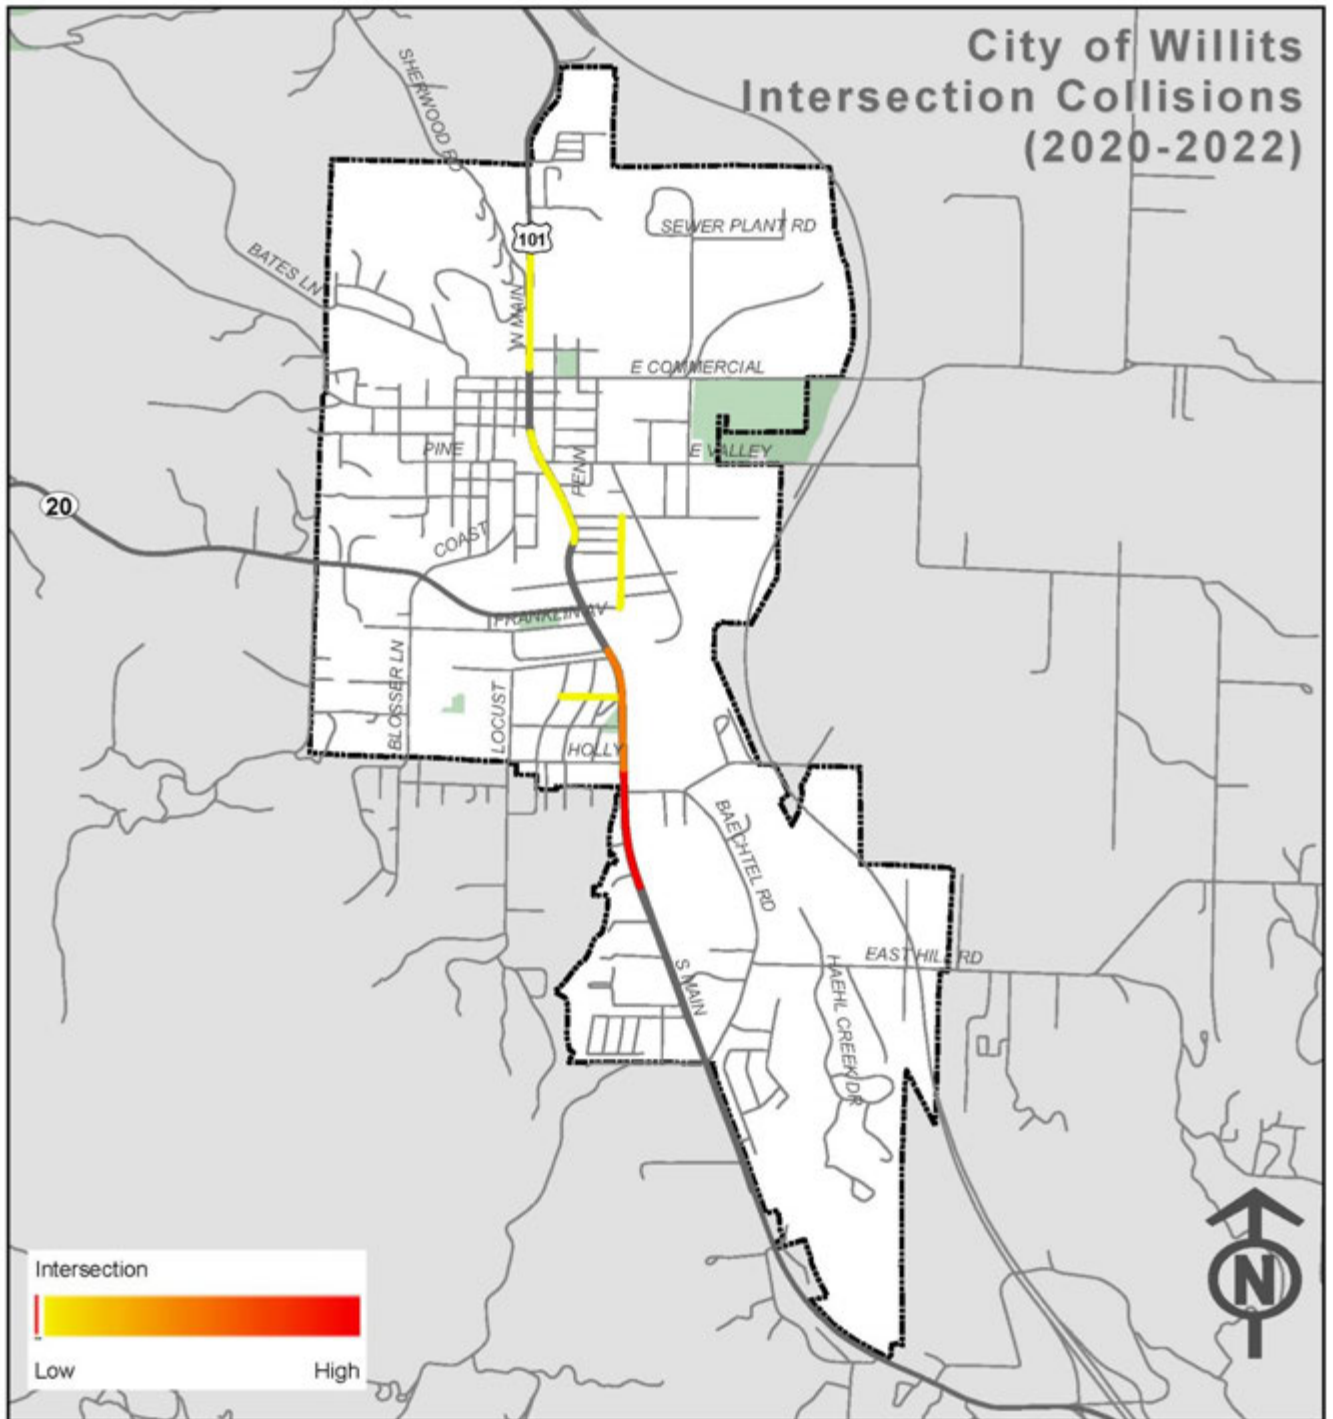 City of Willits
Intersection Collisions
(2020-2022)
SHERWOOD RD
SEWER PLANT RD
101
BATES LN
N MAIN
E COMMERCIAL
PINE
E VALLEY
PENN
20
COAST
FRANKLIN AV
BLOSSER LN
LOCUST
HOLLY
BAECHTEL RD
EAST HILL RD
S MAIN
HAEHL CREEK DR
Intersection
Low High
N